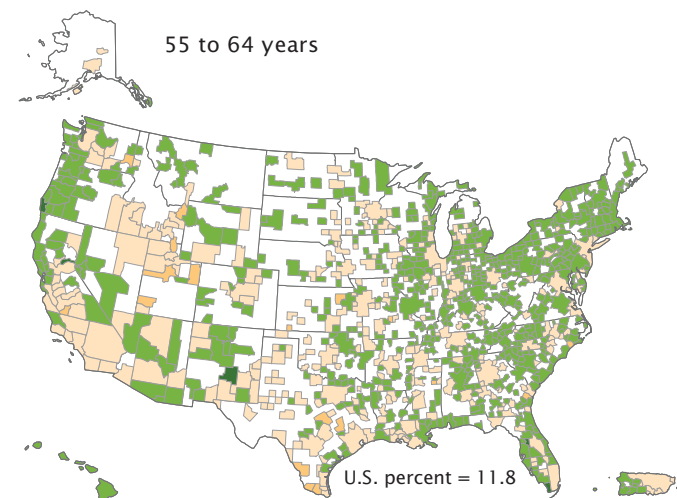 55 to 64 years
U.S. percent = 11.8